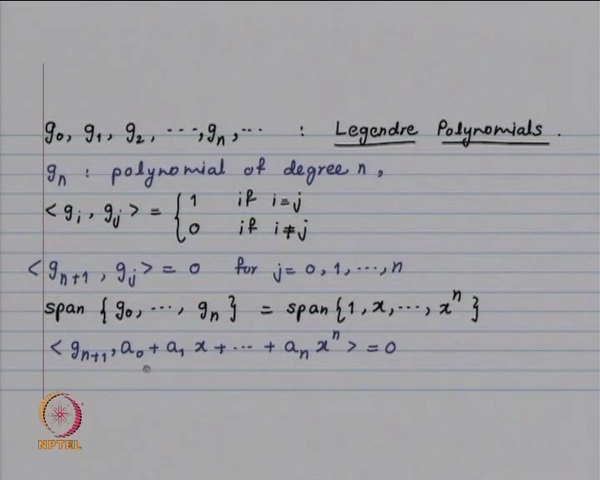 g₀, g₁, g₂, ⋯, gₙ, ⋯ : Legendre Polynomials.
gₙ : polynomial of degree n,
< gᵢ, gⱼ > = { 1 if i=j
0 if i≠j
< gₙ₊₁, gⱼ > = 0 for j = 0, 1, ⋯, n
span { g₀, ⋯, gₙ } = span { 1, x, ⋯, xⁿ }
< gₙ₊₁, a₀ + a₁ x + ⋯ + aₙ xⁿ > = 0
NPTEL